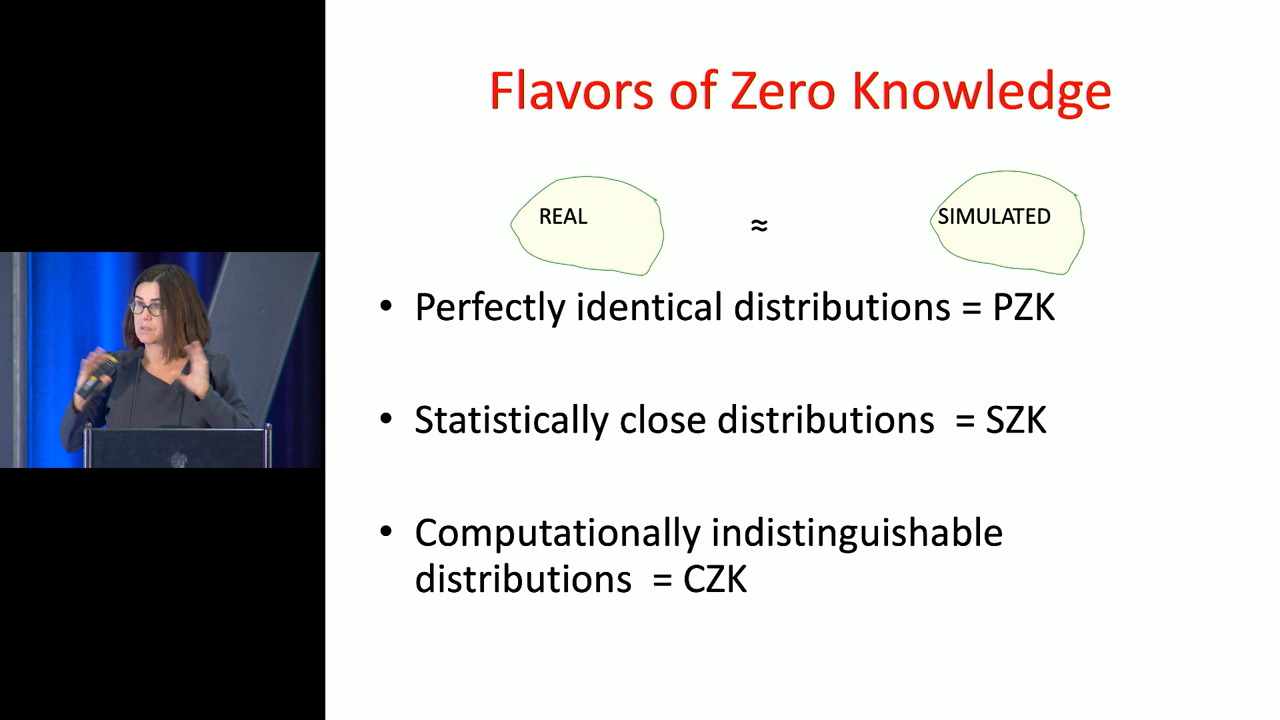 Flavors of Zero Knowledge
REAL
≈
SIMULATED
• Perfectly identical distributions = PZK
• Statistically close distributions = SZK
• Computationally indistinguishable
distributions = CZK